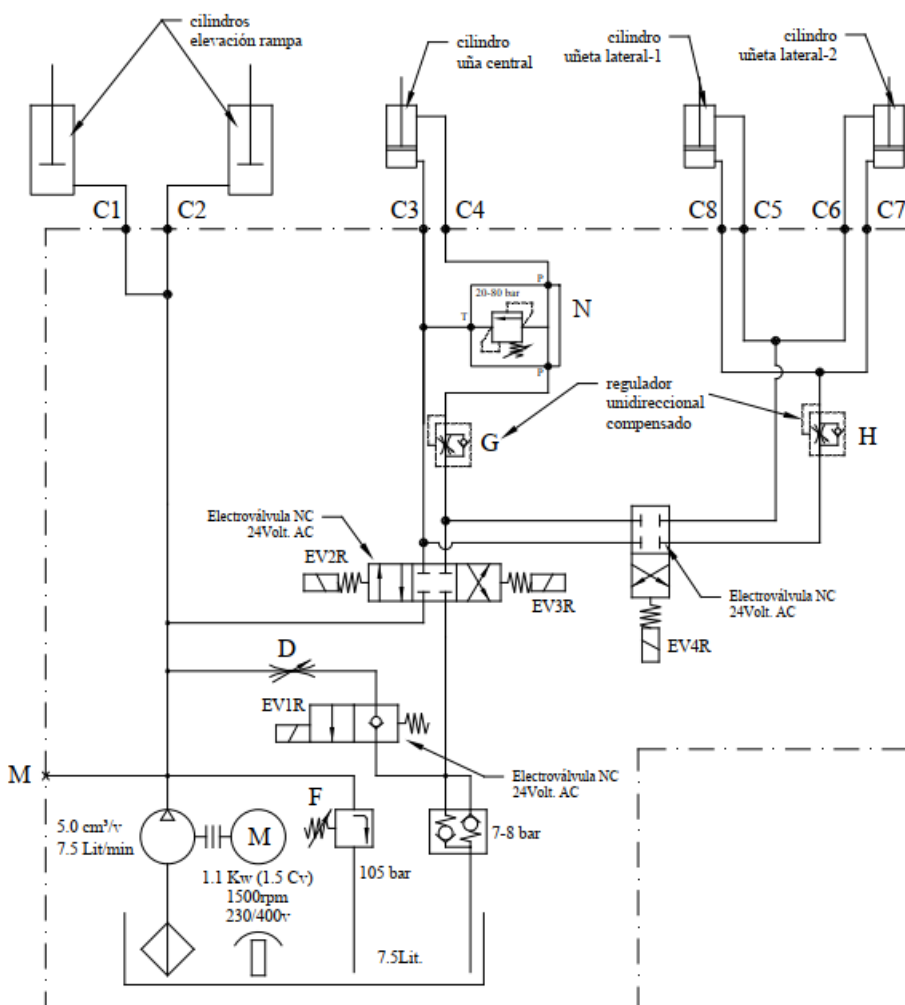 cilindros
elevación rampa
cilindro
uña central
cilindro
uñeta lateral-1
cilindro
uñeta lateral-2
C1
C2
C3
C4
C8
C5
C6
C7
20-80 bar
P
T
N
P
regulador
unidireccional
compensado
G
H
Electroválvula NC
24Volt. AC
EV2R
EV3R
Electroválvula NC
24Volt. AC
EV4R
D
EV1R
Electroválvula NC
24Volt. AC
M
F
5.0 cm³/v
7.5 Lit/min
M
7-8 bar
105 bar
1.1 Kw (1.5 Cv)
1500rpm
230/400v
7.5Lit.